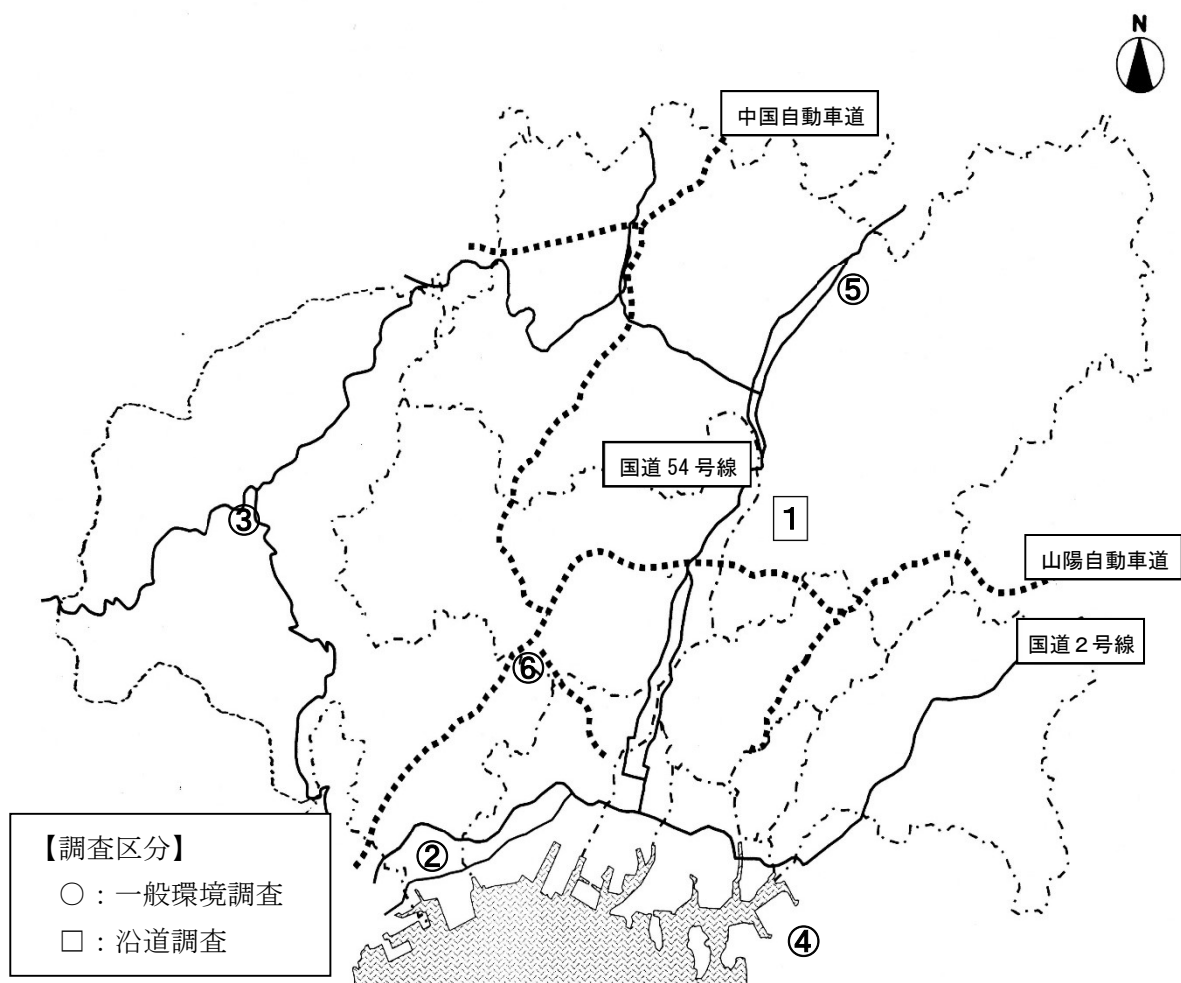 N
中国自動車道
⑤
国道 54 号線
1
③
山陽自動車道
国道２号線
⑥
【調査区分】
○：一般環境調査
□：沿道調査
②
④